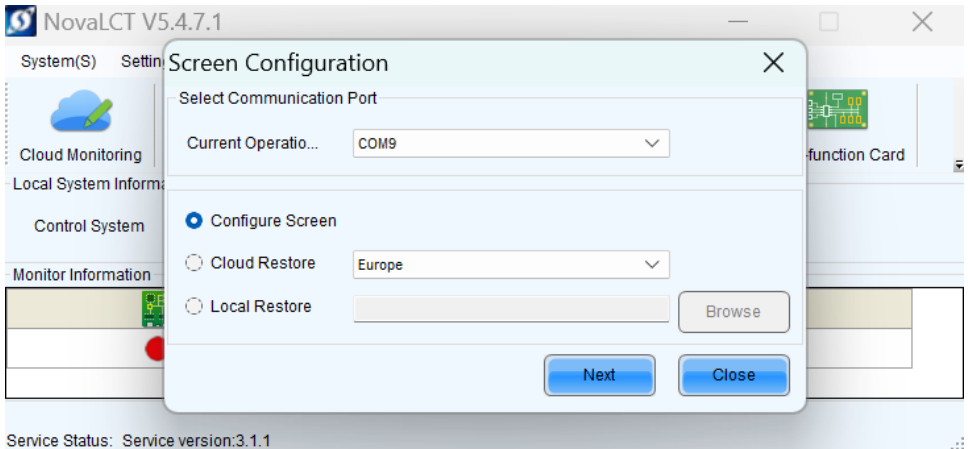 NovaLCT V5.4.7.1
System(S) Settin
Screen Configuration
Select Communication Port
Current Operatio... COM9
Cloud Monitoring
-function Card
Local System Informa
Control System
Configure Screen
Cloud Restore Europe
Monitor Information
Local Restore Browse
Next Close
Service Status: Service version:3.1.1